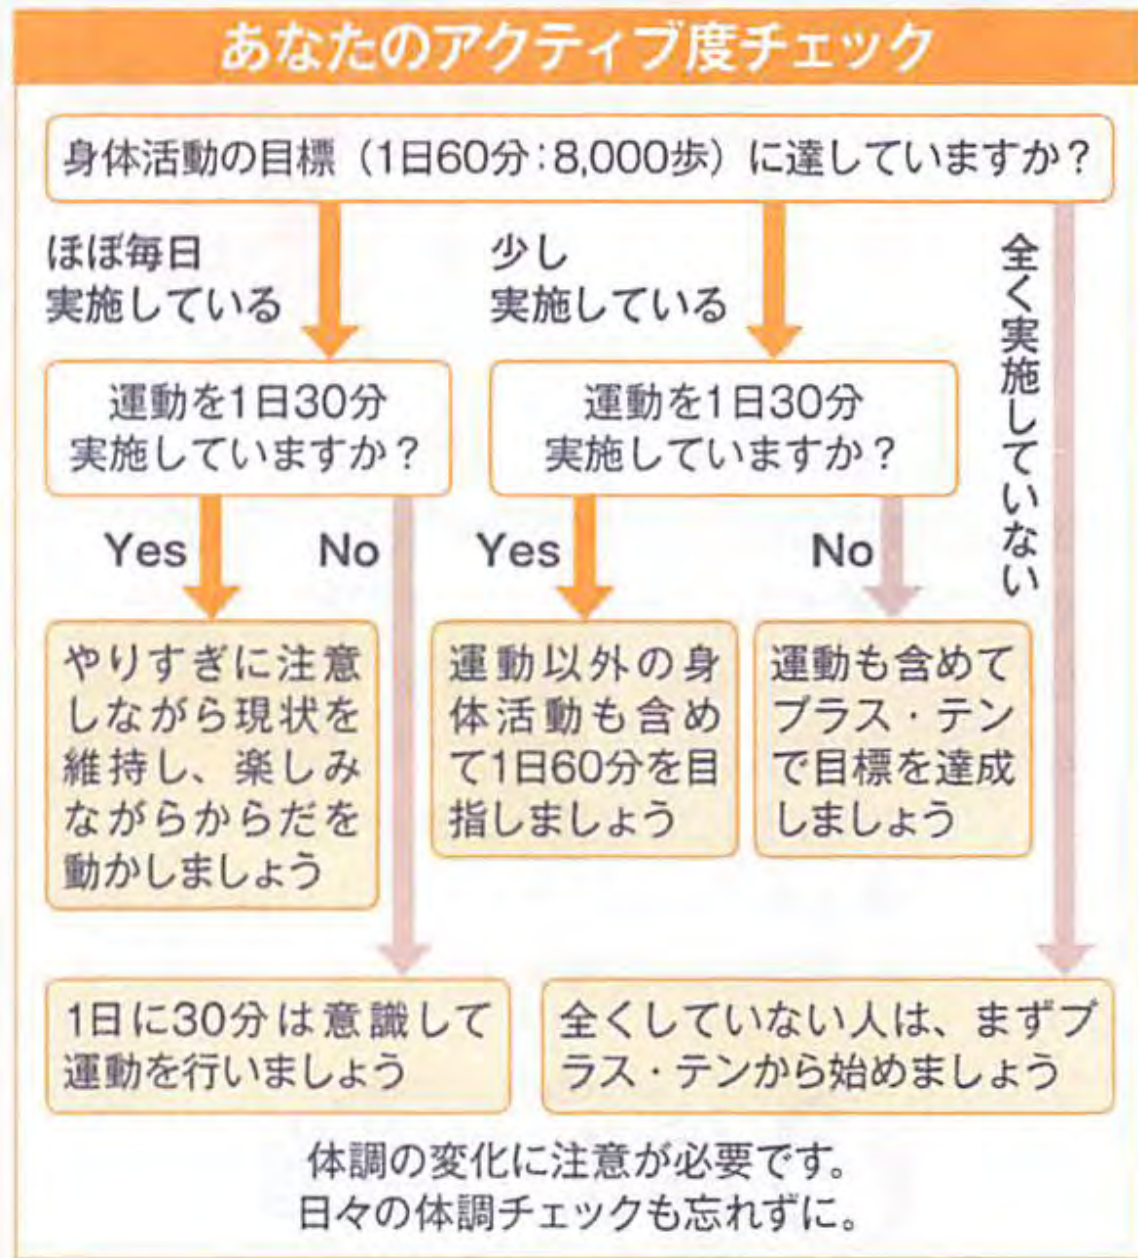 あなたのアクティブ度チェック
身体活動の目標（1日60分：8,000歩）に達していますか？
ほぼ毎日
実施している
少し
実施している
全く実施していない
運動を1日30分
実施していますか？
運動を1日30分
実施していますか？
Yes
No
Yes
No
やりすぎに注意
しながら現状を
維持し、楽しみ
ながらからだを
動かしましょう
運動以外の身
体活動も含め
て1日60分を目
指しましょう
運動も含めて
プラス・テン
で目標を達成
しましょう
1日に30分は意識して
運動を行いましょう
全くしていない人は、まずプ
ラス・テンから始めましょう
体調の変化に注意が必要です。
日々の体調チェックも忘れずに。